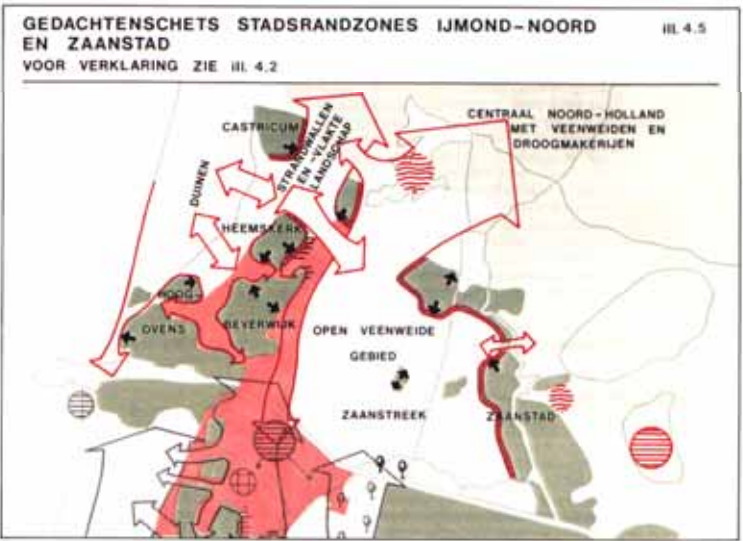 GEDACHTENSCHETS STADSRANDZONES IJMOND-NOORD
EN ZAANSTAD
ill. 4.5
VOOR VERKLARING ZIE ill. 4.2
CASTRICUM
STRANDWALLEN
EN -VLAKTE
LANDSCHAP
CENTRAAL NOORD-HOLLAND
MET VEENWEIDEN EN
DROOGMAKERIJEN
DUINEN
HEEMSKERK
HOOG-
OVENS
BEVERWIJK
OPEN VEENWEIDE
GEBIED
ZAANSTREEK
ZAANSTAD